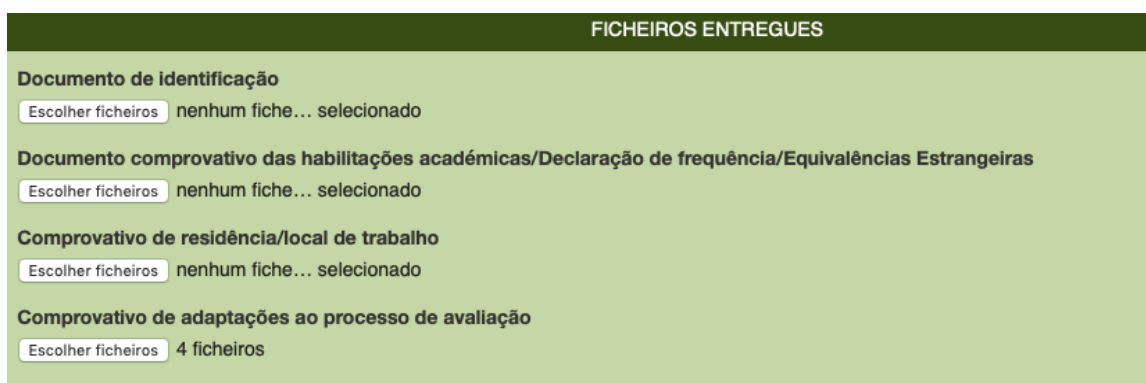 FICHEIROS ENTREGUES
Documento de identificação
Escolher ficheiros nenhum fiche… selecionado
Documento comprovativo das habilitações académicas/Declaração de frequência/Equivalências Estrangeiras
Escolher ficheiros nenhum fiche… selecionado
Comprovativo de residência/local de trabalho
Escolher ficheiros nenhum fiche… selecionado
Comprovativo de adaptações ao processo de avaliação
Escolher ficheiros 4 ficheiros